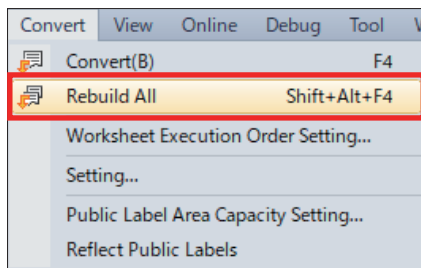 Convert View Online Debug Tool
Convert(B) F4
Rebuild All Shift+Alt+F4
Worksheet Execution Order Setting...
Setting...
Public Label Area Capacity Setting...
Reflect Public Labels